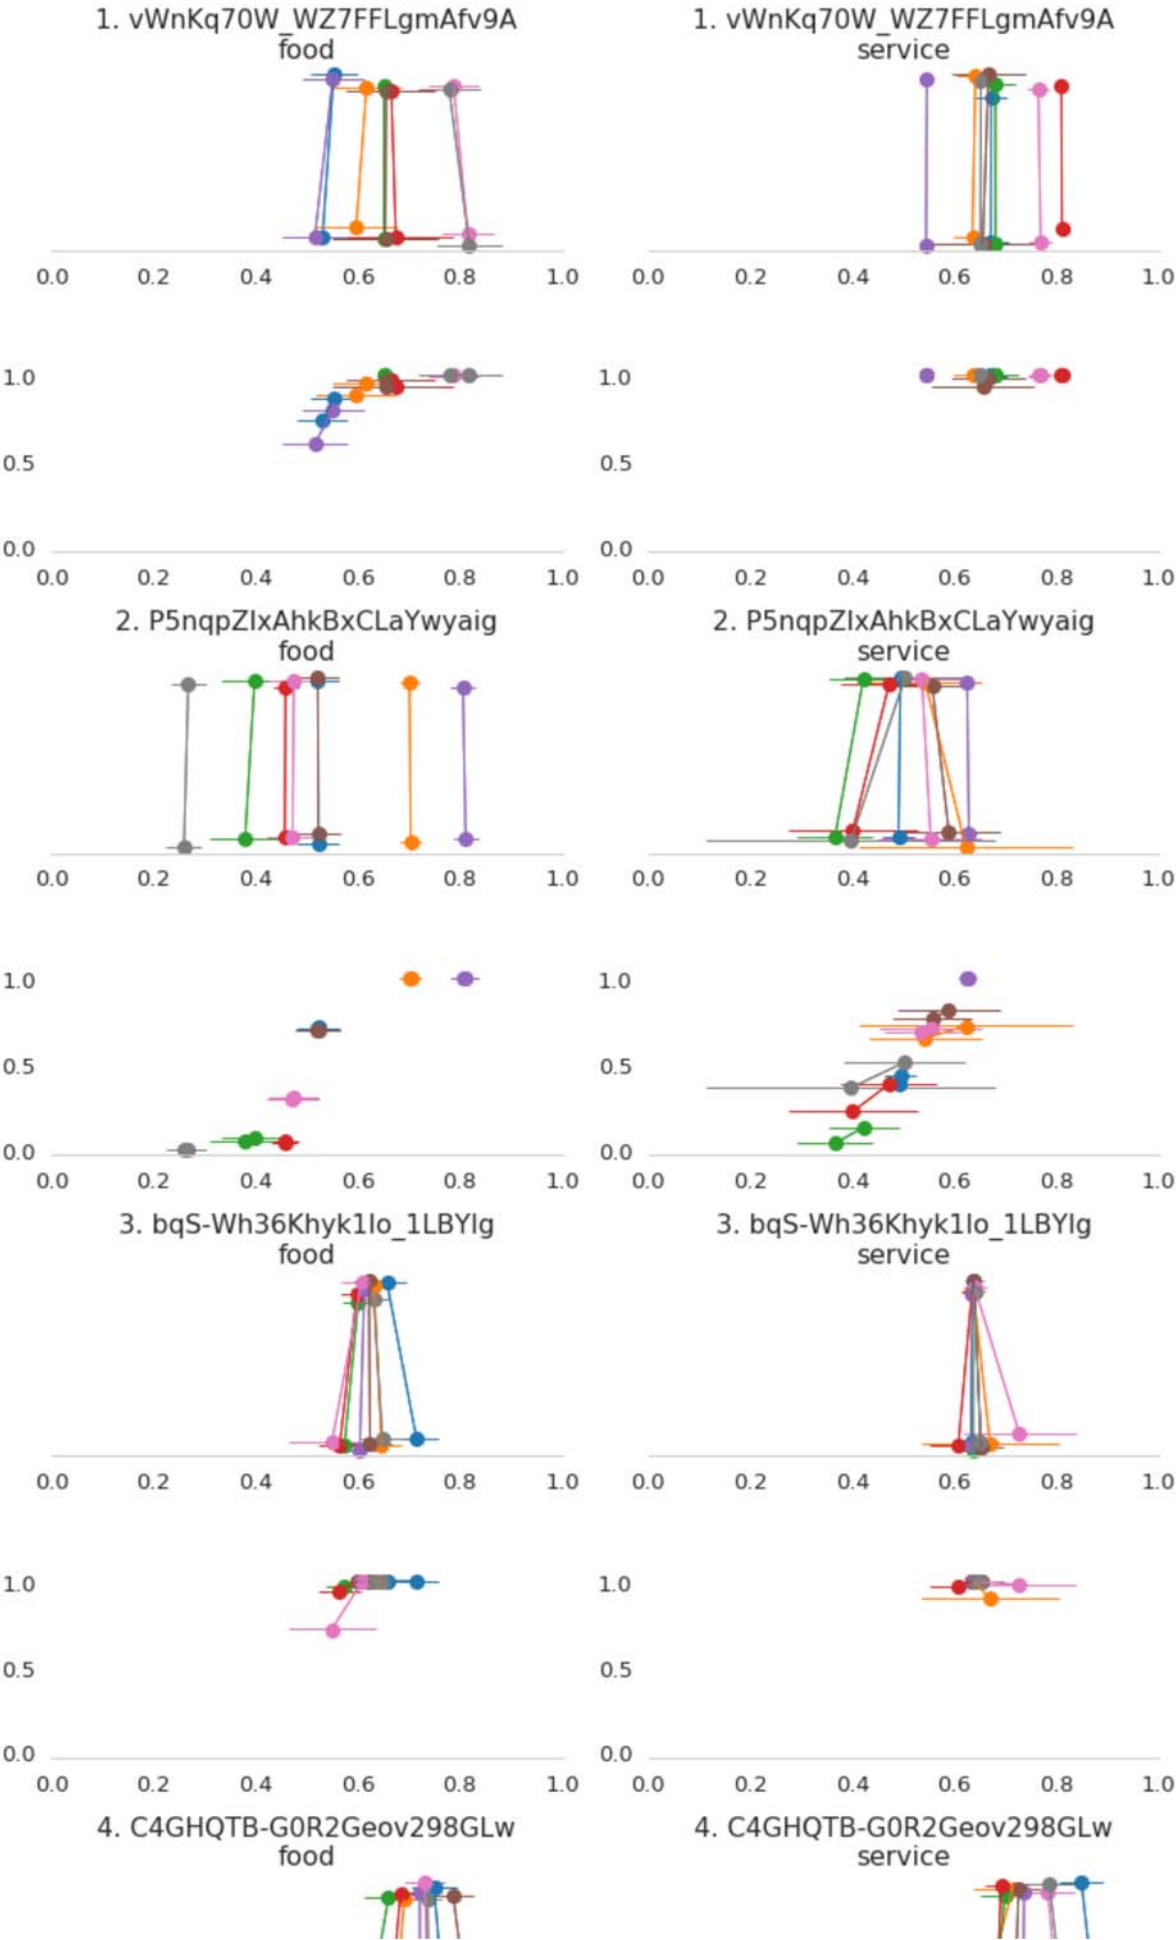 1. vWnKq70W_WZ7FFLgmAfv9A
food
1. vWnKq70W_WZ7FFLgmAfv9A
service
0.0 0.2 0.4 0.6 0.8 1.0
0.0 0.2 0.4 0.6 0.8 1.0
1.0
0.5
0.0
0.0 0.2 0.4 0.6 0.8 1.0
1.0
0.5
0.0
0.0 0.2 0.4 0.6 0.8 1.0
2. P5nqpZIxAhkBxCLaYwyaig
food
2. P5nqpZIxAhkBxCLaYwyaig
service
0.0 0.2 0.4 0.6 0.8 1.0
0.0 0.2 0.4 0.6 0.8 1.0
1.0
0.5
0.0
0.0 0.2 0.4 0.6 0.8 1.0
1.0
0.5
0.0
0.0 0.2 0.4 0.6 0.8 1.0
3. bqS-Wh36Khyk1lo_1LBYlg
food
3. bqS-Wh36Khyk1lo_1LBYlg
service
0.0 0.2 0.4 0.6 0.8 1.0
0.0 0.2 0.4 0.6 0.8 1.0
1.0
0.5
0.0
0.0 0.2 0.4 0.6 0.8 1.0
1.0
0.5
0.0
0.0 0.2 0.4 0.6 0.8 1.0
4. C4GHQTB-G0R2Geov298GLw
food
4. C4GHQTB-G0R2Geov298GLw
service